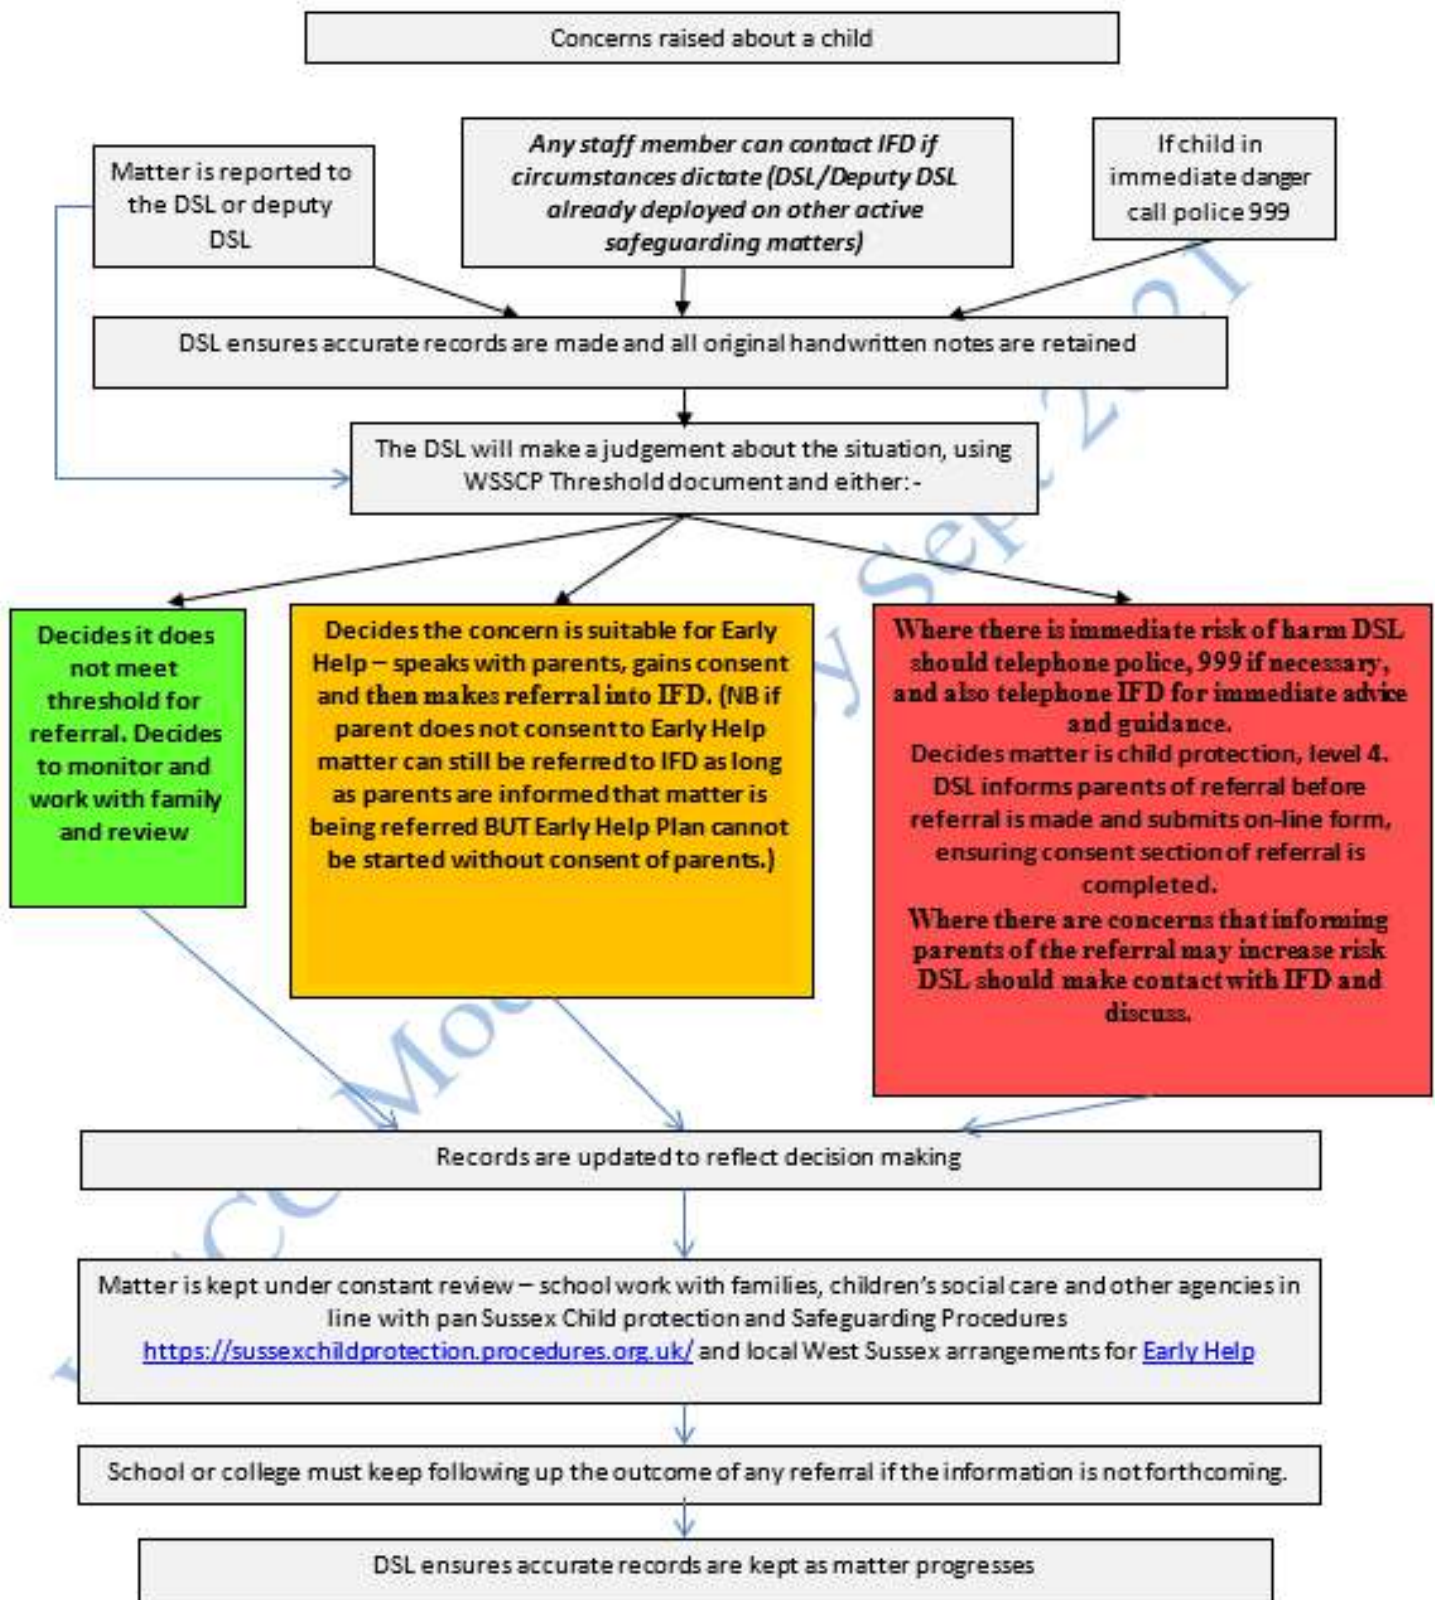 Concerns raised about a child
Matter is reported to
the DSL or deputy
DSL
Any staff member can contact IFD if
circumstances dictate (DSL/Deputy DSL
already deployed on other active
safeguarding matters)
If child in
immediate danger
call police 999
DSL ensures accurate records are made and all original handwritten notes are retained
The DSL will make a judgement about the situation, using
WSSCP Threshold document and either: -
Decides it does
not meet
threshold for
referral. Decides
to monitor and
work with family
and review
Decides the concern is suitable for Early
Help – speaks with parents, gains consent
and then makes referral into IFD. (NB if
parent does not consent to Early Help
matter can still be referred to IFD as long
as parents are informed that matter is
being referred BUT Early Help Plan cannot
be started without consent of parents.)
Where there is immediate risk of harm DSL
should telephone police, 999 if necessary,
and also telephone IFD for immediate advice
and guidance.
Decides matter is child protection, level 4.
DSL informs parents of referral before
referral is made and submits on-line form,
ensuring consent section of referral is
completed.
Where there are concerns that informing
parents of the referral may increase risk
DSL should make contact with IFD and
discuss.
Records are updated to reflect decision making
Matter is kept under constant review – school work with families, children's social care and other agencies in
line with pan Sussex Child protection and Safeguarding Procedures
https://sussexchildprotection.procedures.org.uk/ and local West Sussex arrangements for Early Help
School or college must keep following up the outcome of any referral if the information is not forthcoming.
DSL ensures accurate records are kept as matter progresses